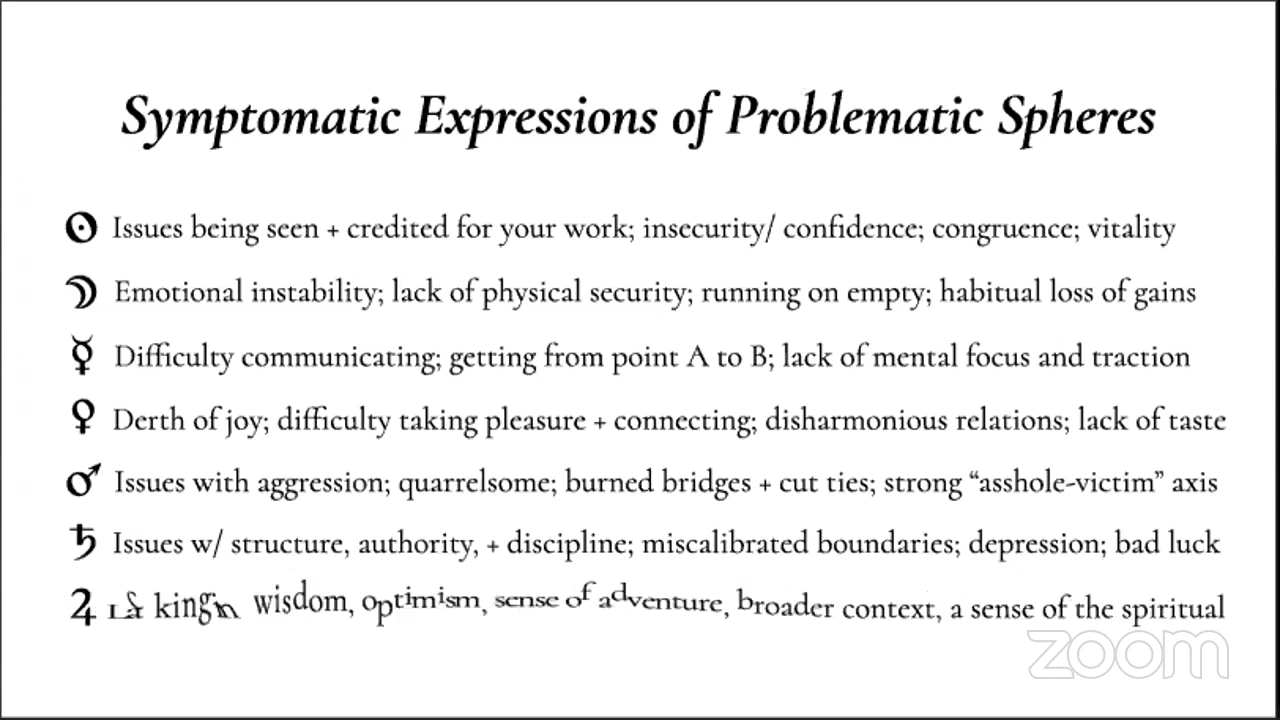 Symptomatic Expressions of Problematic Spheres
☉ Issues being seen + credited for your work; insecurity/ confidence; congruence; vitality
☽ Emotional instability; lack of physical security; running on empty; habitual loss of gains
☿ Difficulty communicating; getting from point A to B; lack of mental focus and traction
♀ Derth of joy; difficulty taking pleasure + connecting; disharmonious relations; lack of taste
♂ Issues with aggression; quarrelsome; burned bridges + cut ties; strong “asshole-victim” axis
♄ Issues w/ structure, authority, + discipline; miscalibrated boundaries; depression; bad luck
♃ wisdom, optimism, sense of adventure, broader context, a sense of the spiritual
zoom